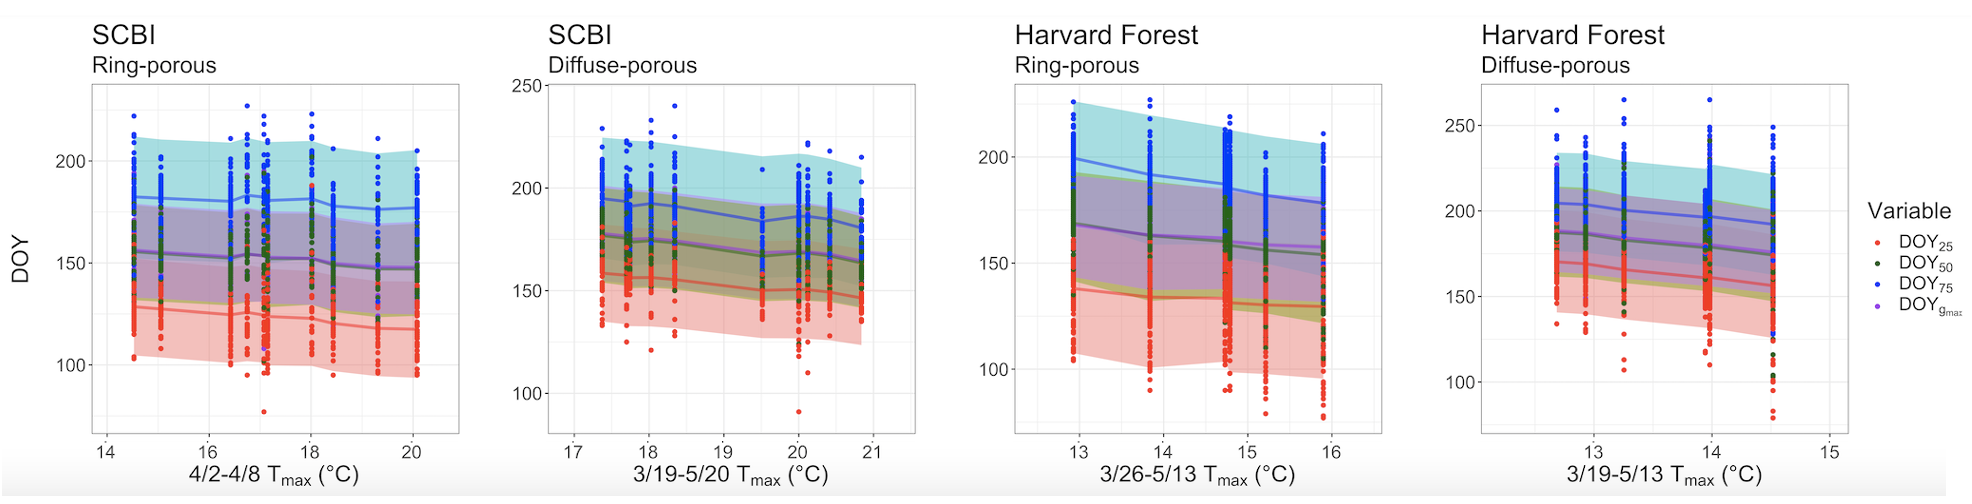 SCBI
Ring-porous
SCBI
Diffuse-porous
Harvard Forest
Ring-porous
Harvard Forest
Diffuse-porous
DOY
200
150
100
14 16 18 20
4/2-4/8 Tmax (°C)
250
200
150
100
17 18 19 20 21
3/19-5/20 Tmax (°C)
200
150
100
13 14 15 16
3/26-5/13 Tmax (°C)
250
200
150
100
13 14 15
3/19-5/13 Tmax (°C)
Variable
DOY25
DOY50
DOY75
DOYgmax